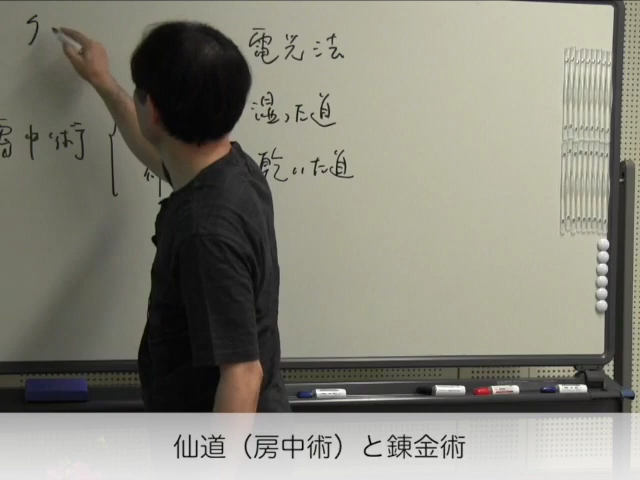 電光法
湿った道
中術
乾いた道
仙道（房中術）と錬金術